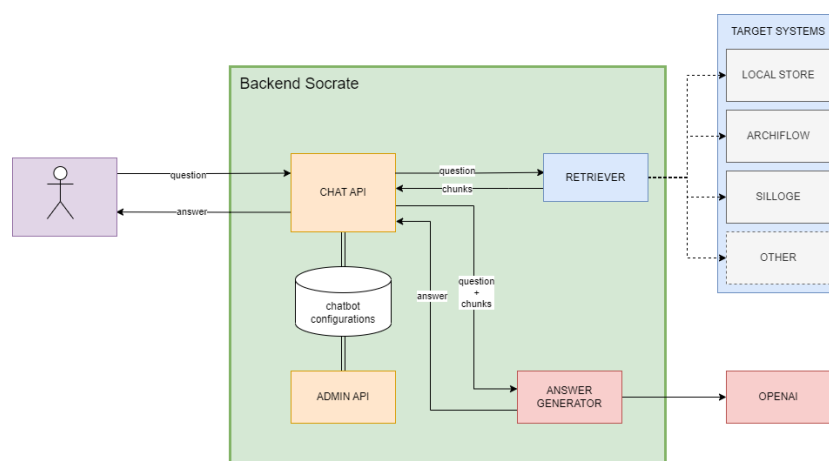 TARGET SYSTEMS
LOCAL STORE
Backend Socrate
ARCHIFLOW
question
question
CHAT API
RETRIEVER
chunks
SILLOGE
answer
OTHER
question
+
chunks
answer
chatbot
configurations
ADMIN API
ANSWER
GENERATOR
OPENAI